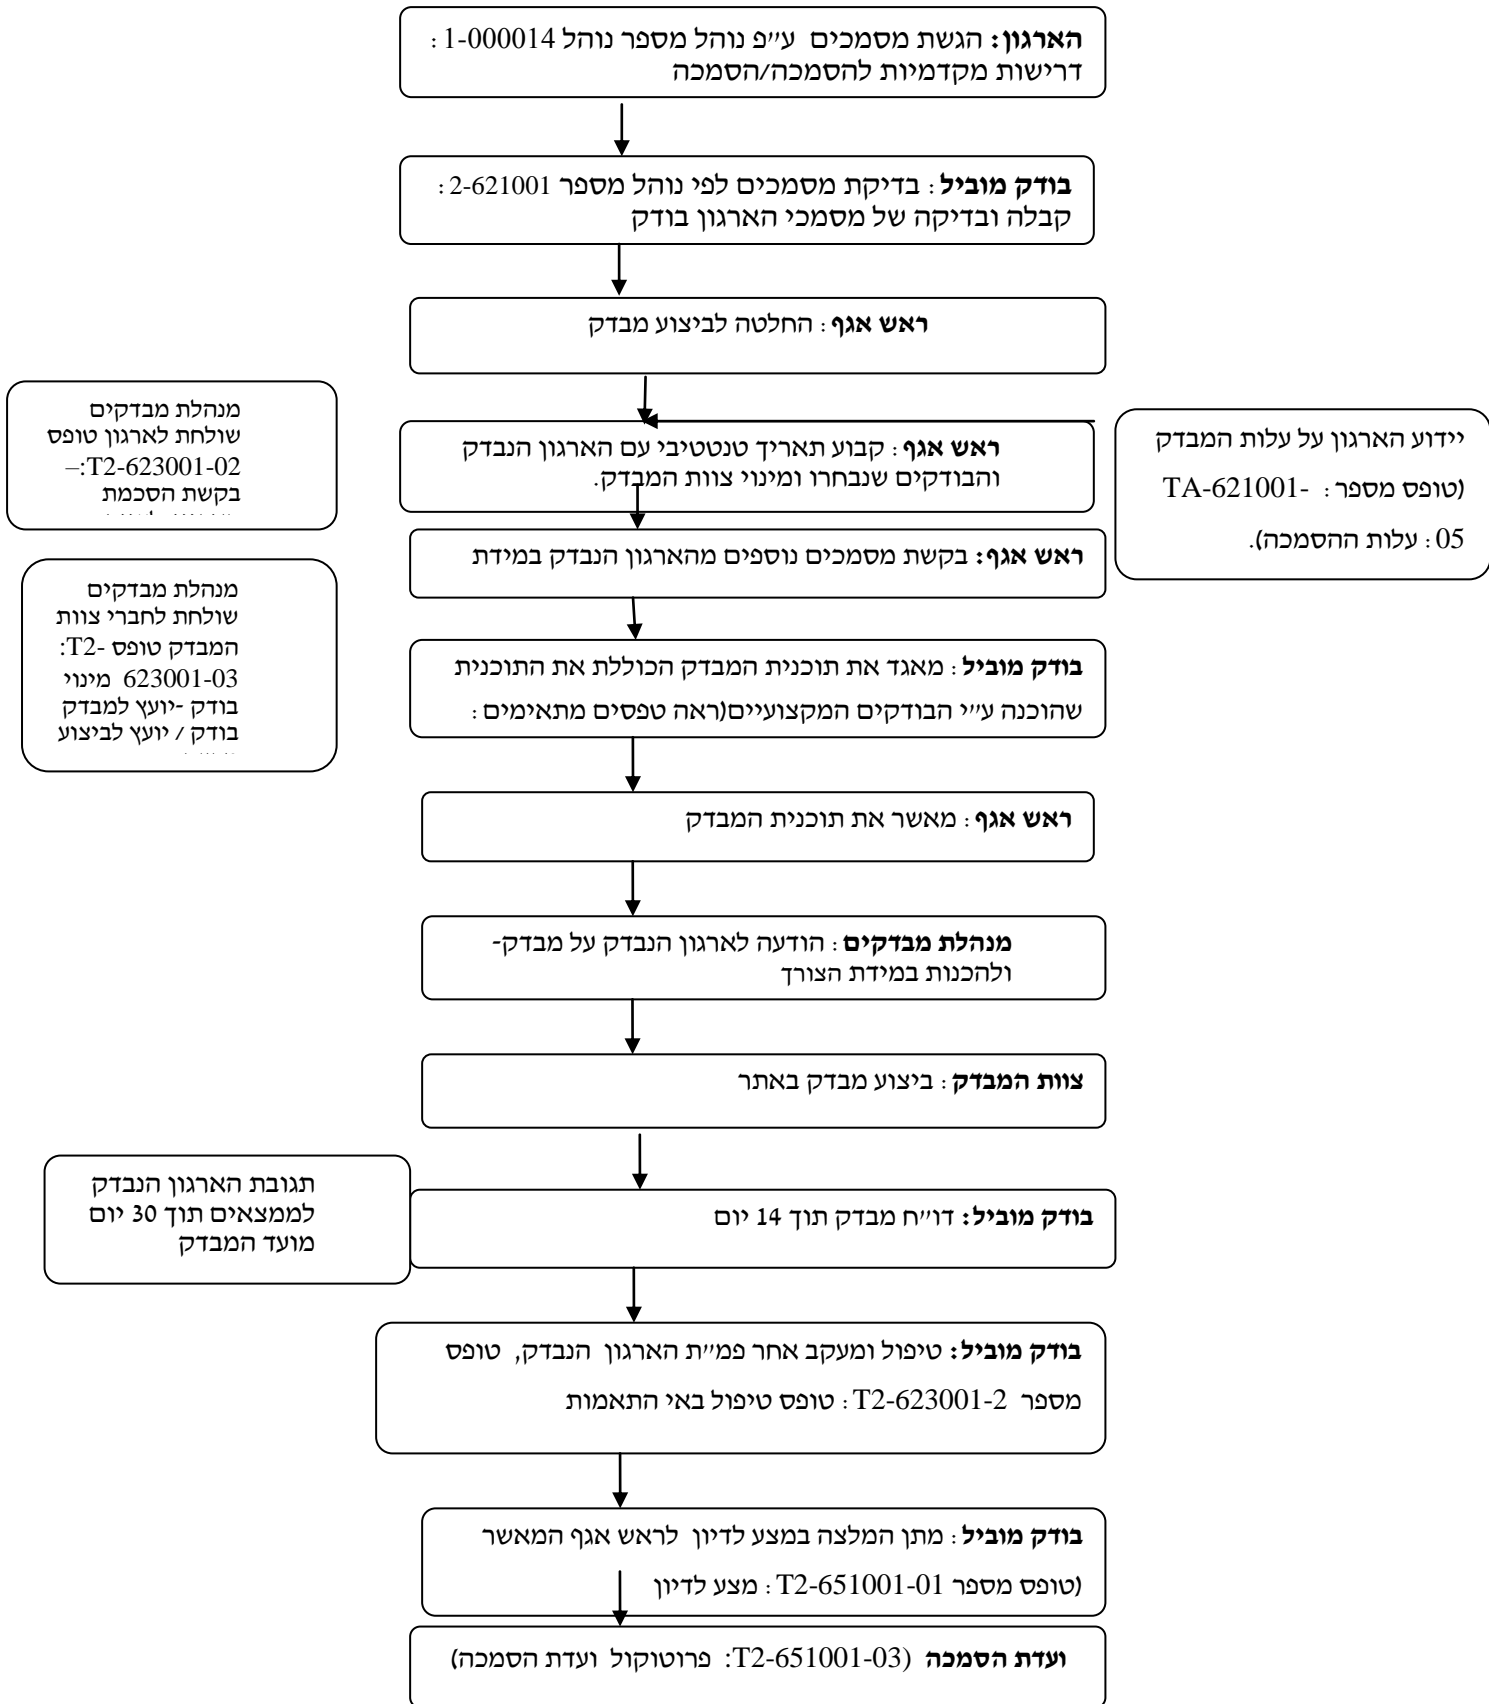 הארגון: הגשת מסמכים ע״פ נוהל מספר נוהל 1-000014 :
דרישות מקדמיות להסמכה/הסמכה
בודק מוביל : בדיקת מסמכים לפי נוהל מספר 2-621001 :
קבלה ובדיקה של מסמכי הארגון בודק
ראש אגף : החלטה לביצוע מבדק
ראש אגף : קבוע תאריך טנטטיבי עם הארגון הנבדק
והבודקים שנבחרו ומינוי צוות המבדק.
יידוע הארגון על עלות המבדק
(טופס מספר : TA-621001-
05 : עלות ההסמכה).
מנהלת מבדקים
שולחת לארגון טופס
T2-623001-02:–
בקשת הסכמת
ראש אגף: בקשת מסמכים נוספים מהארגון הנבדק במידת
מנהלת מבדקים
שולחת לחברי צוות
המבדק טופס T2-:
623001-03 מינוי
בודק -יועץ למבדק
בודק / יועץ לביצוע
בודק מוביל : מאגד את תוכנית המבדק הכוללת את התוכנית
שהוכנה ע״י הבודקים המקצועיים(ראה טפסים מתאימים :
ראש אגף : מאשר את תוכנית המבדק
מנהלת מבדקים : הודעה לארגון הנבדק על מבדק-
ולהכנות במידת הצורך
צוות המבדק : ביצוע מבדק באתר
בודק מוביל: דו״ח מבדק תוך 14 יום
תגובת הארגון הנבדק
לממצאים תוך 30 יום
מועד המבדק
בודק מוביל: טיפול ומעקב אחר פמ״ת הארגון הנבדק, טופס
מספר T2-623001-2 : טופס טיפול באי התאמות
בודק מוביל : מתן המלצה במצע לדיון לראש אגף המאשר
(טופס מספר T2-651001-01 : מצע לדיון
ועדת הסמכה (T2-651001-03: פרוטוקול ועדת הסמכה)